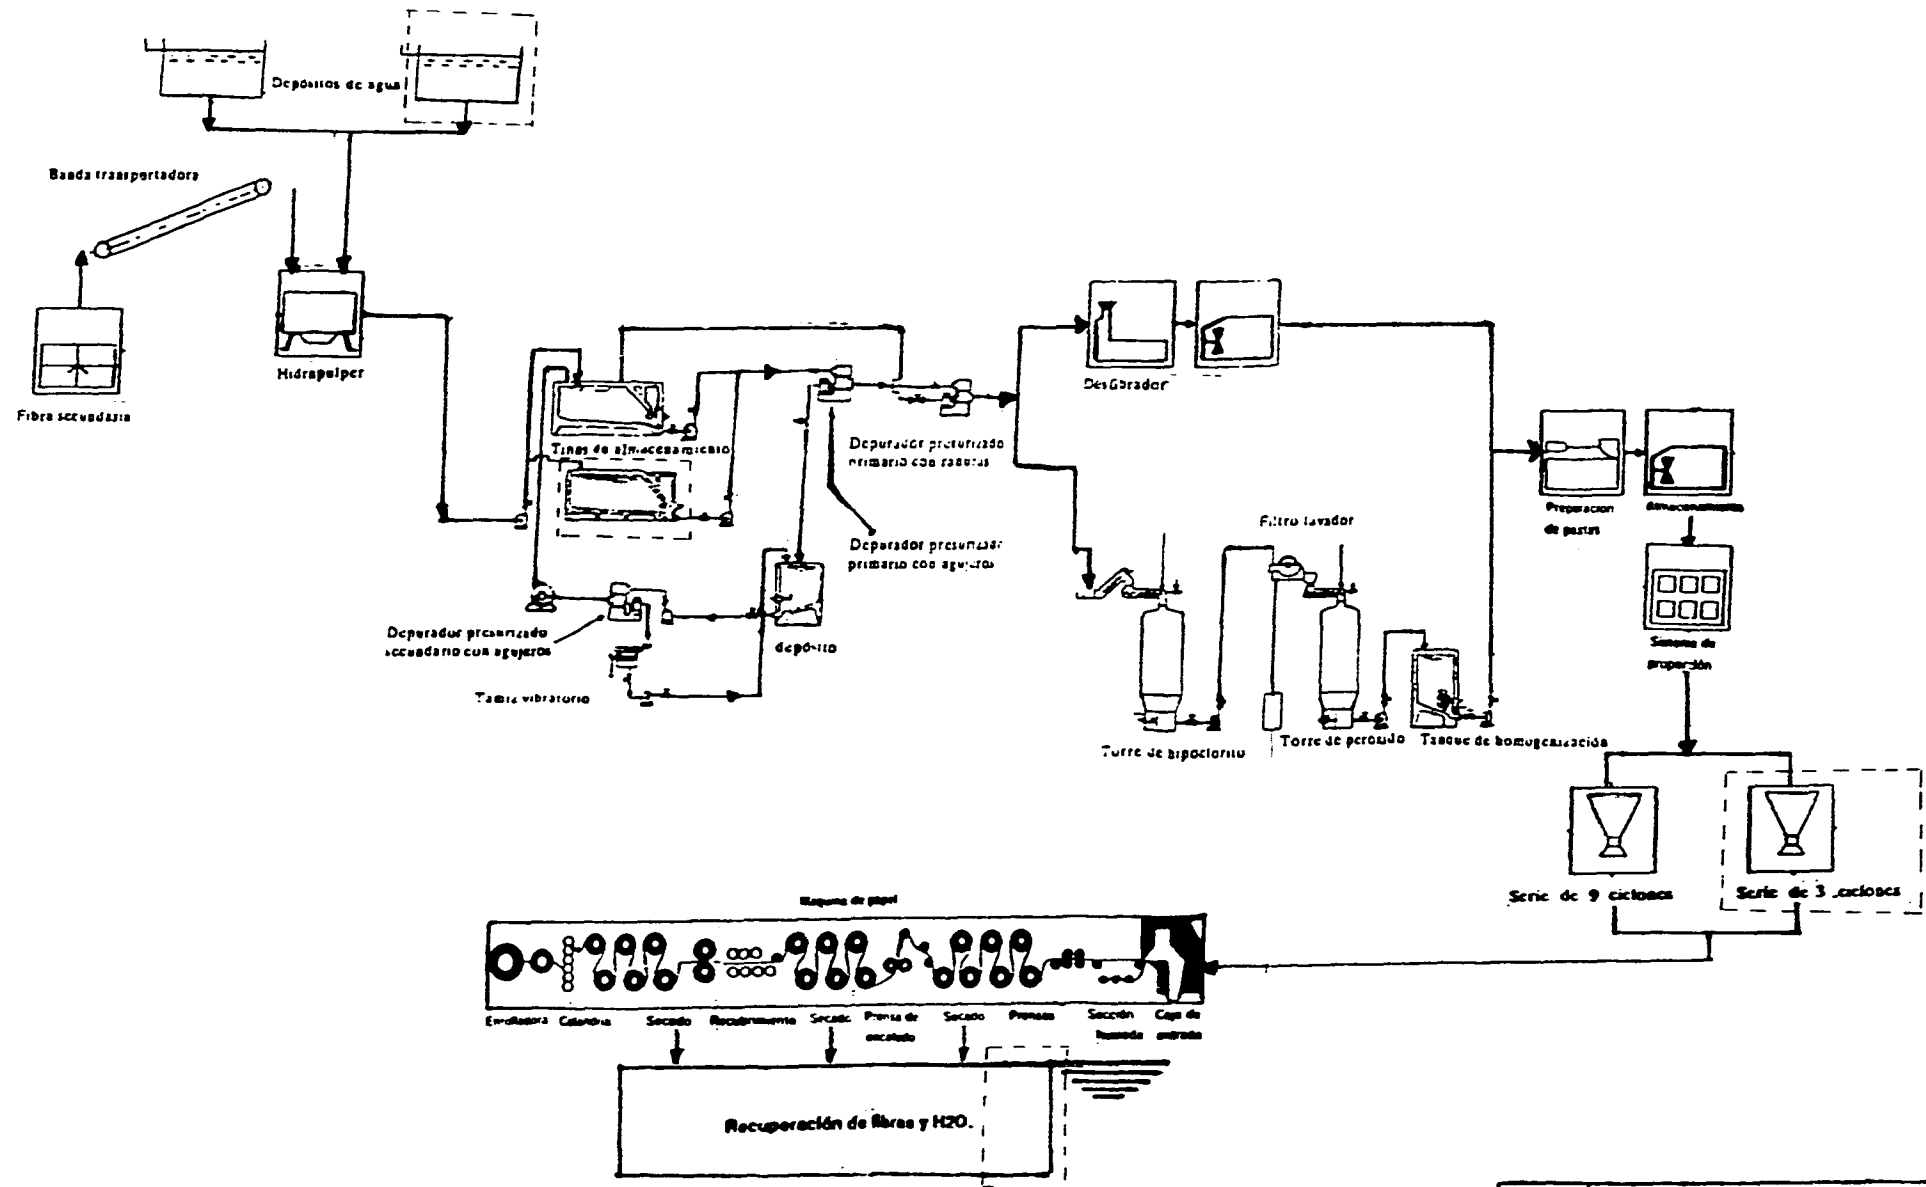 Depósitos de agua
Banda transportadora
Hidrapulper
Fibra secundaria
Desfibrador
Tinas de almacenamiento
Depurador presurizado
primario con ranuras
Preparación
de pastas
Almacenamiento
Filtro lavador
Depurador presurizado
primario con agujeros
Depurador presurizado
secundario con agujeros
depósito
Sistema de
proporción
Tamiz vibratorio
Torre de hipoclorito
Torre de peróxido
Tanque de homogenización
Serie de 9 ciclones
Serie de 3 ciclones
Maquina de papel
Enrolladora
Calandria
Secado
Recubrimiento
Secado
Prensa de
encolado
Secado
Prensas
Sección
humeda
Caja de
entrada
Recuperación de fibras y H2O.